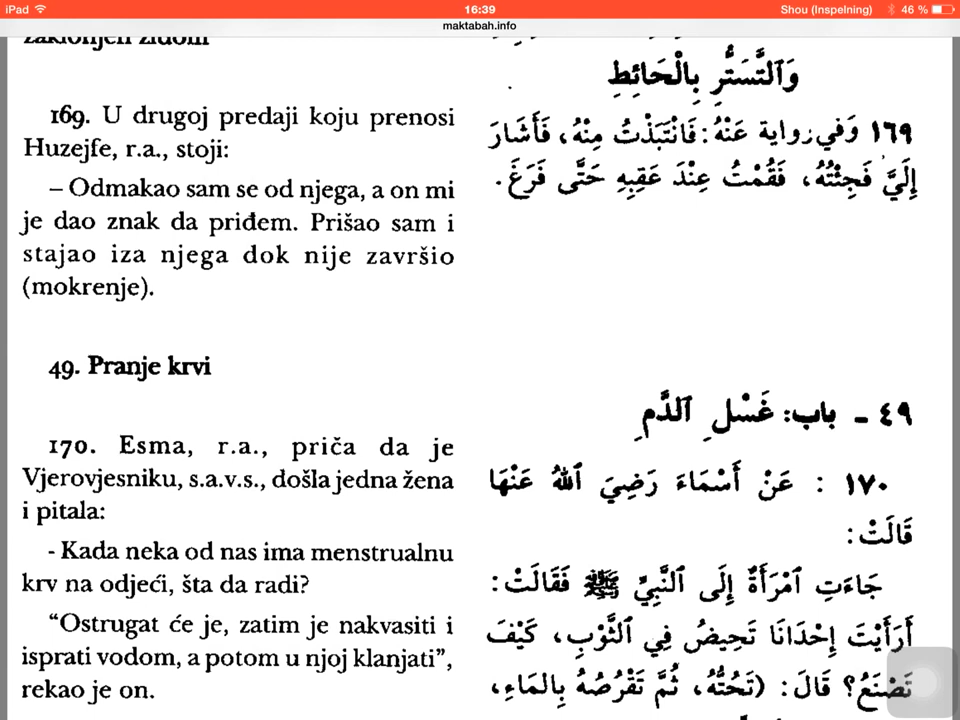 iPad 16:39 Shou (Inspelning) 46 %
maktabah.info
zaklonjen zidom
169. U drugoj predaji koju prenosi
Huzejfe, r.a., stoji:
– Odmakao sam se od njega, a on mi
je dao znak da priđem. Prišao sam i
stajao iza njega dok nije završio
(mokrenje).
49. Pranje krvi
170. Esma, r.a., priča da je
Vjerovjesniku, s.a.v.s., došla jedna žena
i pitala:
- Kada neka od nas ima menstrualnu
krv na odjeći, šta da radi?
“Ostrugat će je, zatim je nakvasiti i
isprati vodom, a potom u njoj klanjati”,
rekao je on.
وَٱلتَّسَتُّرِ بِالْحَائِطِ
١٦٩ وَفي رواية عَنْهُ: فَانْتَبَذْتُ مِنْهُ، فَأَشَارَ
إِلَيَّ فَجِئْتُهُ، فَقُمْتُ عِنْدَ عَقِبِهِ حَتَّى فَرَغَ.
٤٩ - باب: غَسْلِ ٱلدَّمِ
١٧٠ : عَنْ أَسْمَاءَ رَضِيَ ٱللهُ عَنْهَا
قَالَتْ:
جَاءَتِ ٱمْرَأَةٌ إِلَى ٱلنَّبِيِّ ﷺ فَقَالَتْ:
أَرَأَيْتَ إِحْدَانَا تَحِيضُ فِي ٱلثَّوْبِ، كَيْفَ
تَصْنَعُ؟ قَالَ: (تَحُتُّهُ، ثُمَّ تَقْرُصُهُ بِالمَاءِ،